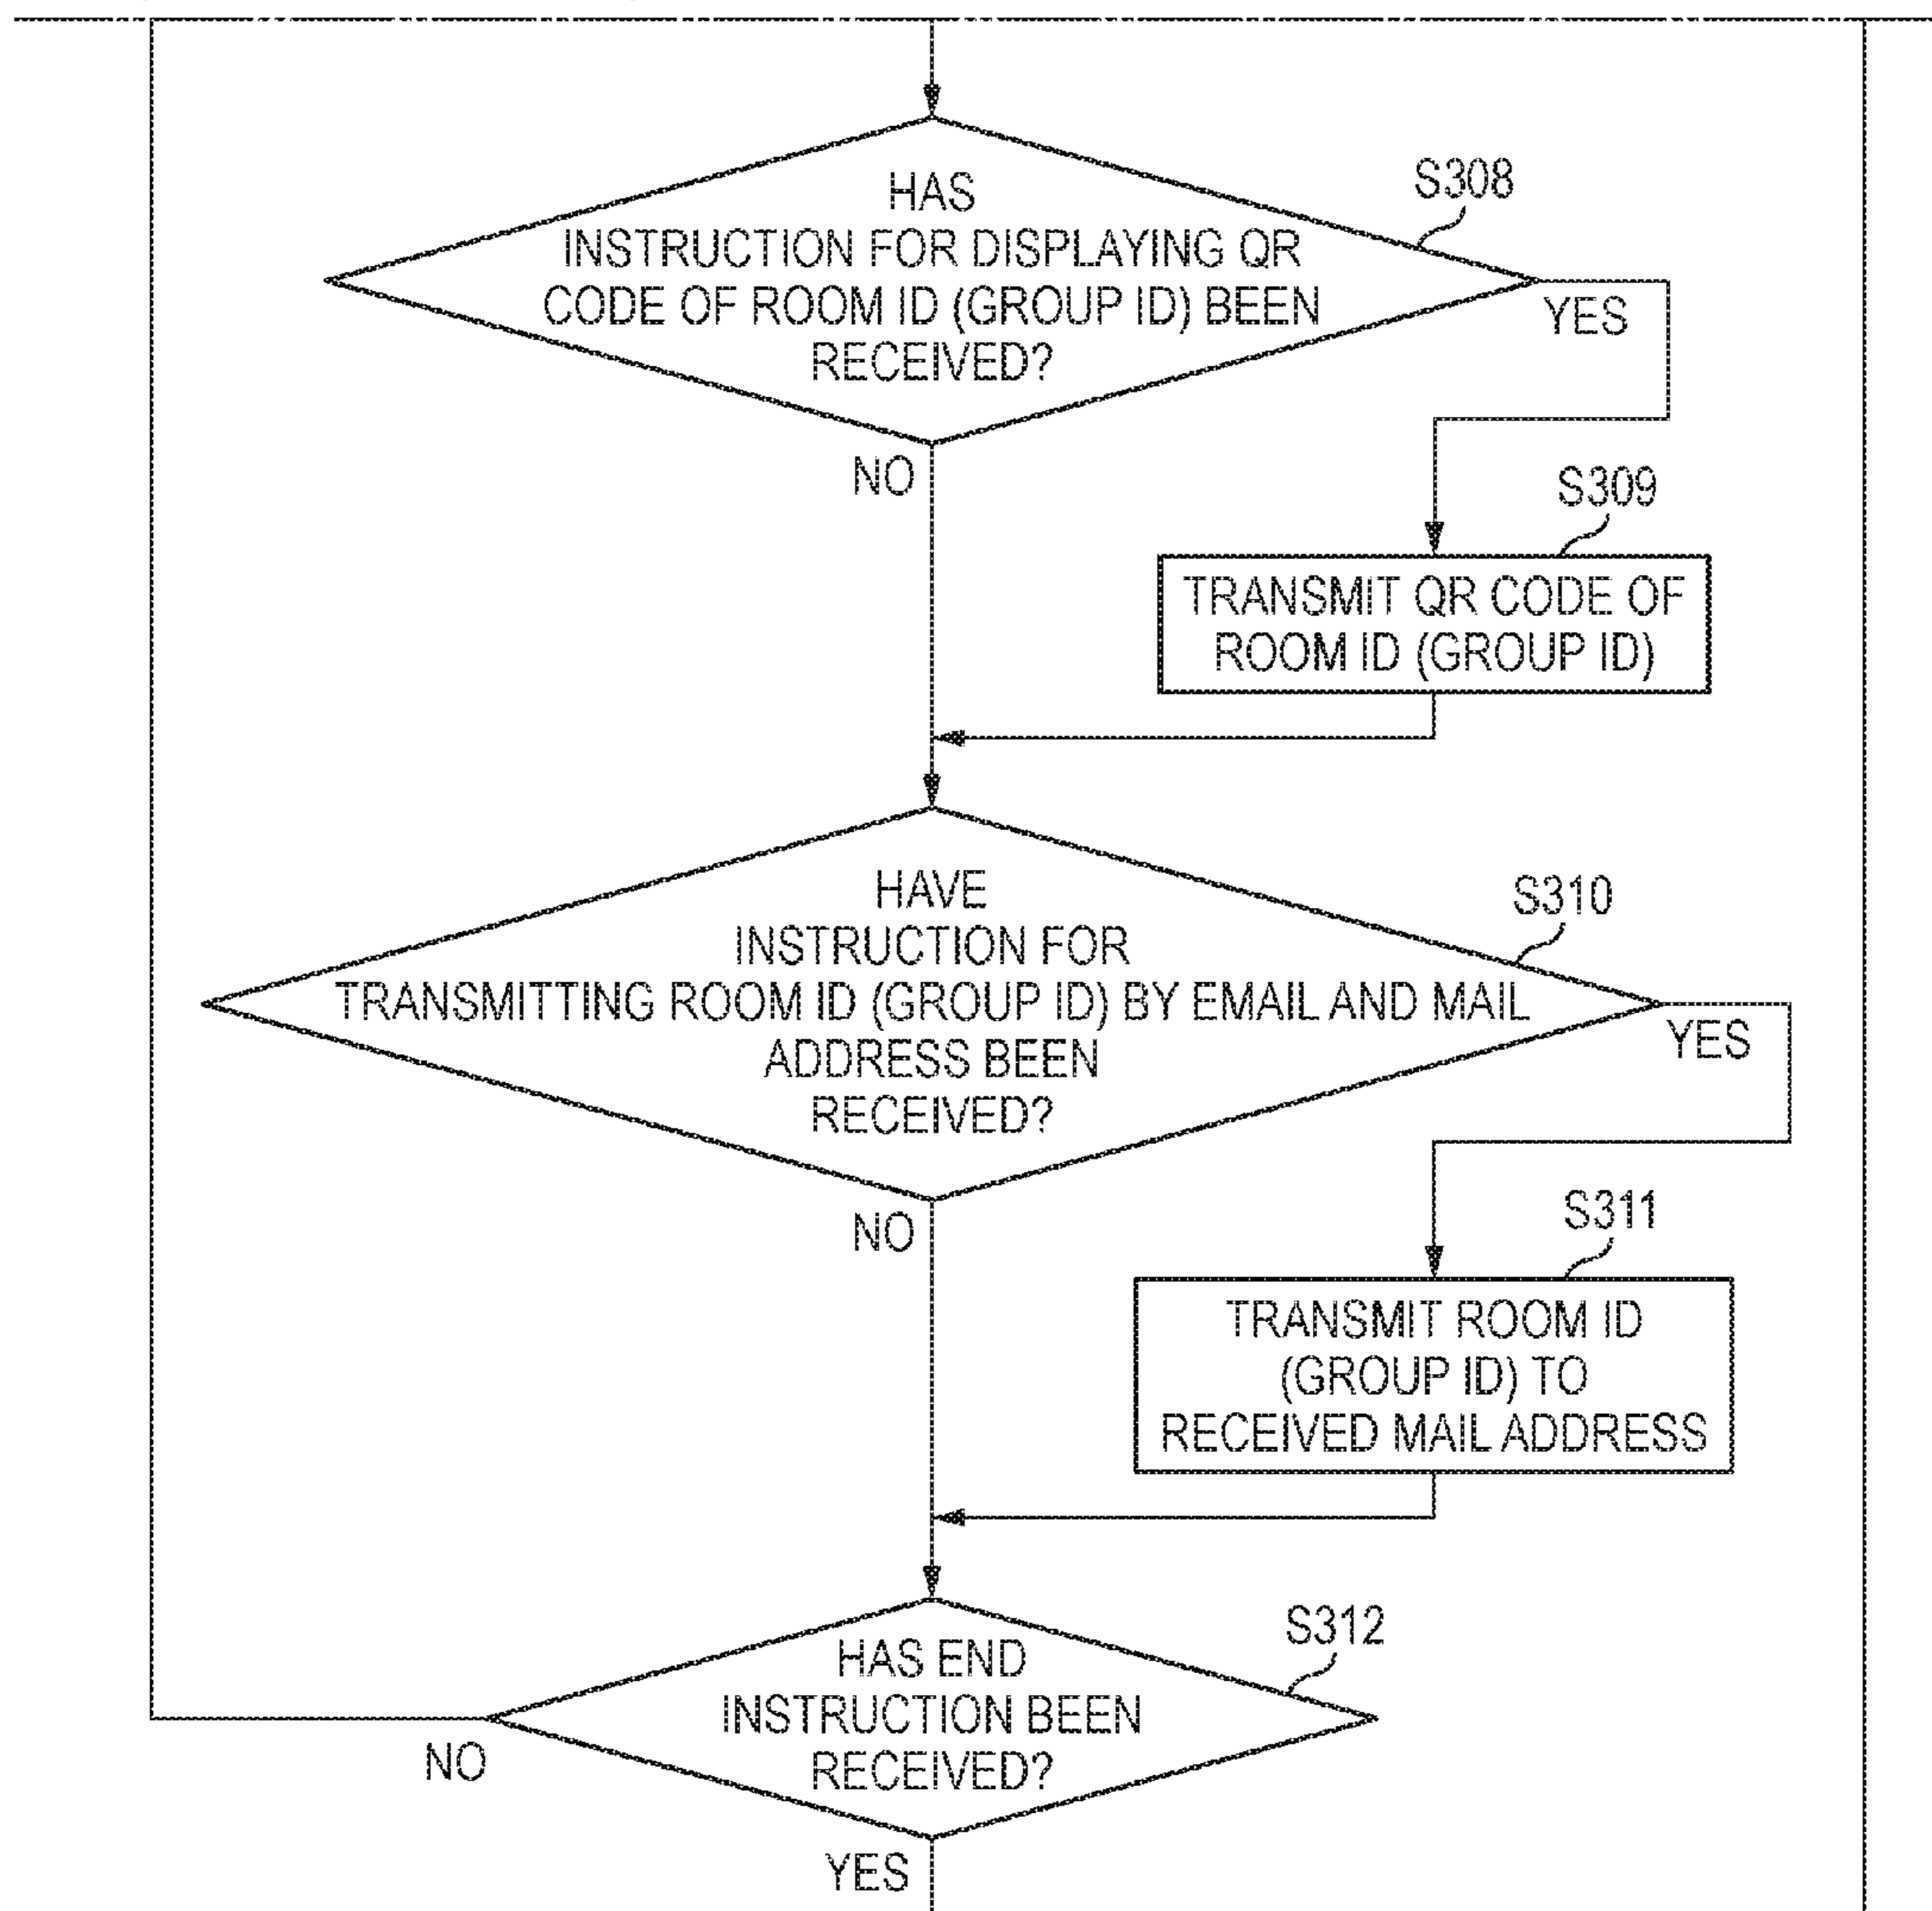 HAS
INSTRUCTION FOR DISPLAYING QR
CODE OF ROOM ID (GROUP ID) BEEN
RECEIVED?
S308
YES
NO
S309
TRANSMIT QR CODE OF
ROOM ID (GROUP ID)
HAVE
INSTRUCTION FOR
TRANSMITTING ROOM ID (GROUP ID) BY EMAIL AND MAIL
ADDRESS BEEN
RECEIVED?
S310
YES
NO
S311
TRANSMIT ROOM ID
(GROUP ID) TO
RECEIVED MAIL ADDRESS
S312
HAS END
INSTRUCTION BEEN
RECEIVED?
NO
YES